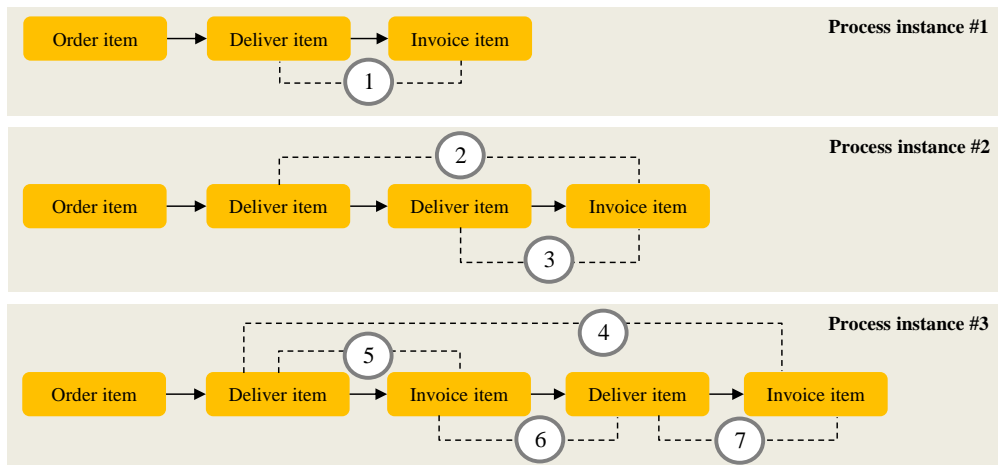 Process instance #1
Order item
Deliver item
Invoice item
1
Process instance #2
2
Order item
Deliver item
Deliver item
Invoice item
3
Process instance #3
4
5
Order item
Deliver item
Invoice item
Deliver item
Invoice item
6
7